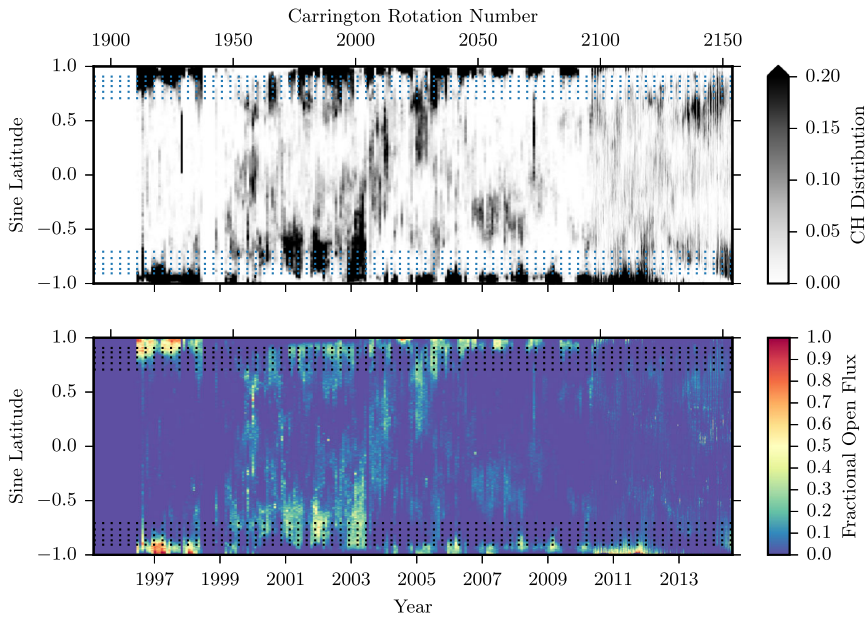 Carrington Rotation Number
1900 1950 2000 2050 2100 2150
1.0 0.20
0.5 0.15
0.0 0.10
−0.5 0.05
−1.0 0.00
Sine Latitude
CH Distribution
1.0 1.0
0.9
0.8
0.5 0.7
0.6
0.0 0.5
0.4
−0.5 0.3
0.2
0.1
−1.0 0.0
Sine Latitude
Fractional Open Flux
1997 1999 2001 2003 2005 2007 2009 2011 2013
Year